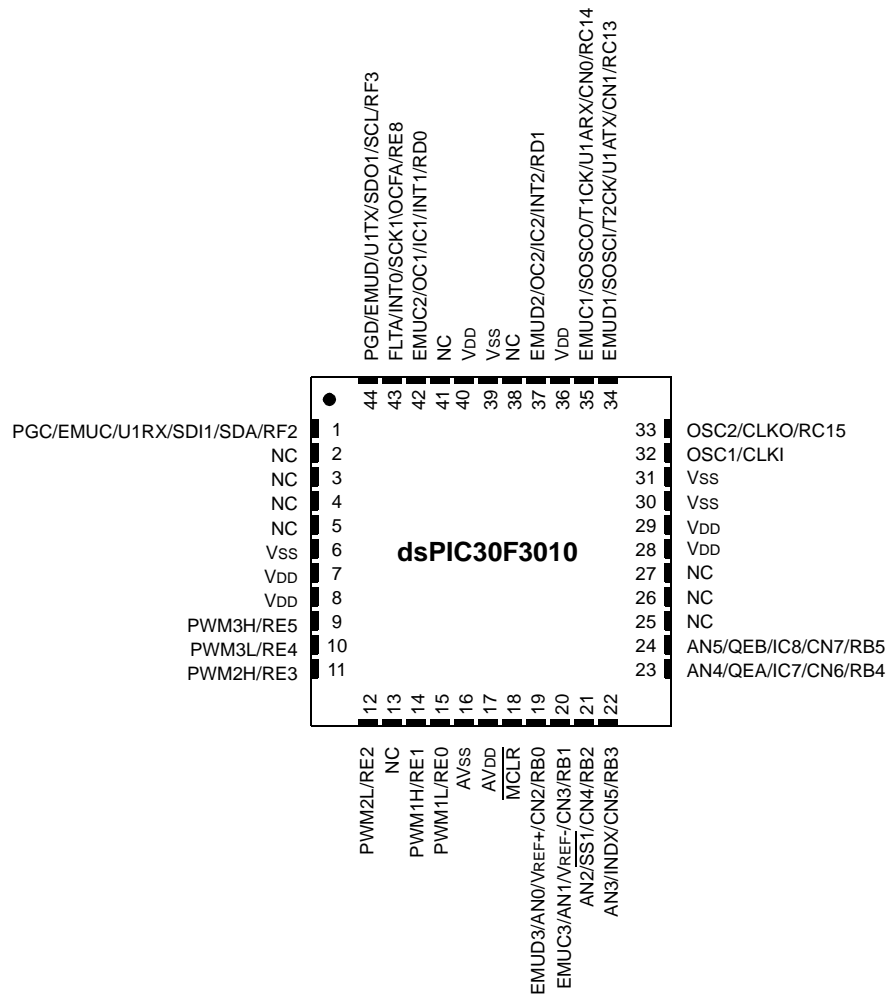 PGD/EMUD/U1TX/SDO1/SCL/RF3
FLTA/INT0/SCK1\OCFA/RE8
EMUC2/OC1/IC1/INT1/RD0
NC
VDD
VSS
NC
EMUD2/OC2/IC2/INT2/RD1
VDD
EMUC1/SOSCO/T1CK/U1ARX/CN0/RC14
EMUD1/SOSCI/T2CK/U1ATX/CN1/RC13
44 43 42 41 40 39 38 37 36 35 34
PGC/EMUC/U1RX/SDI1/SDA/RF2 1
NC 2
NC 3
NC 4
NC 5
VSS 6
VDD 7
VDD 8
PWM3H/RE5 9
PWM3L/RE4 10
PWM2H/RE3 11
dsPIC30F3010
33 OSC2/CLKO/RC15
32 OSC1/CLKI
31 VSS
30 VSS
29 VDD
28 VDD
27 NC
26 NC
25 NC
24 AN5/QEB/IC8/CN7/RB5
23 AN4/QEA/IC7/CN6/RB4
12 13 14 15 16 17 18 19 20 21 22
PWM2L/RE2
NC
PWM1H/RE1
PWM1L/RE0
AVSS
AVDD
MCLR
EMUD3/AN0/VREF+/CN2/RB0
EMUC3/AN1/VREF-/CN3/RB1
AN2/SS1/CN4/RB2
AN3/INDX/CN5/RB3